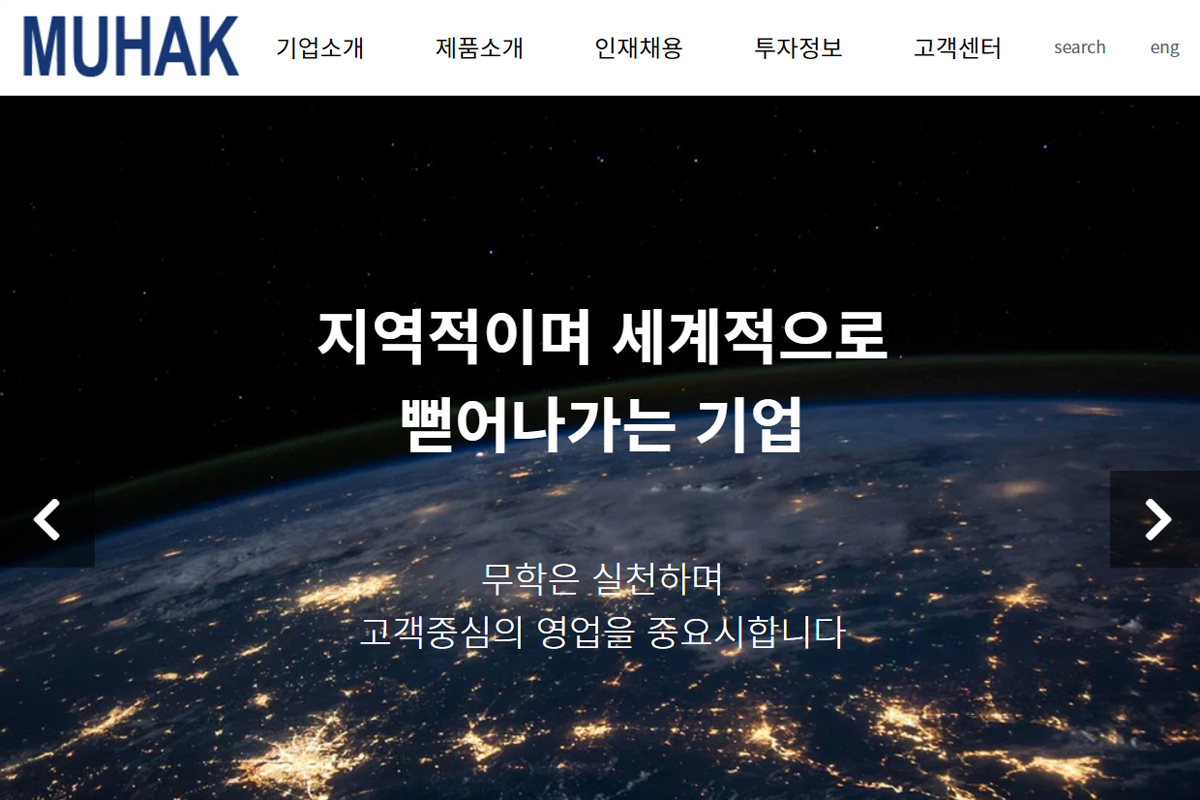 MUHAK 기업소개 제품소개 인재채용 투자정보 고객센터 search eng
지역적이며 세계적으로
뻗어나가는 기업
무학은 실천하며
고객중심의 영업을 중요시합니다